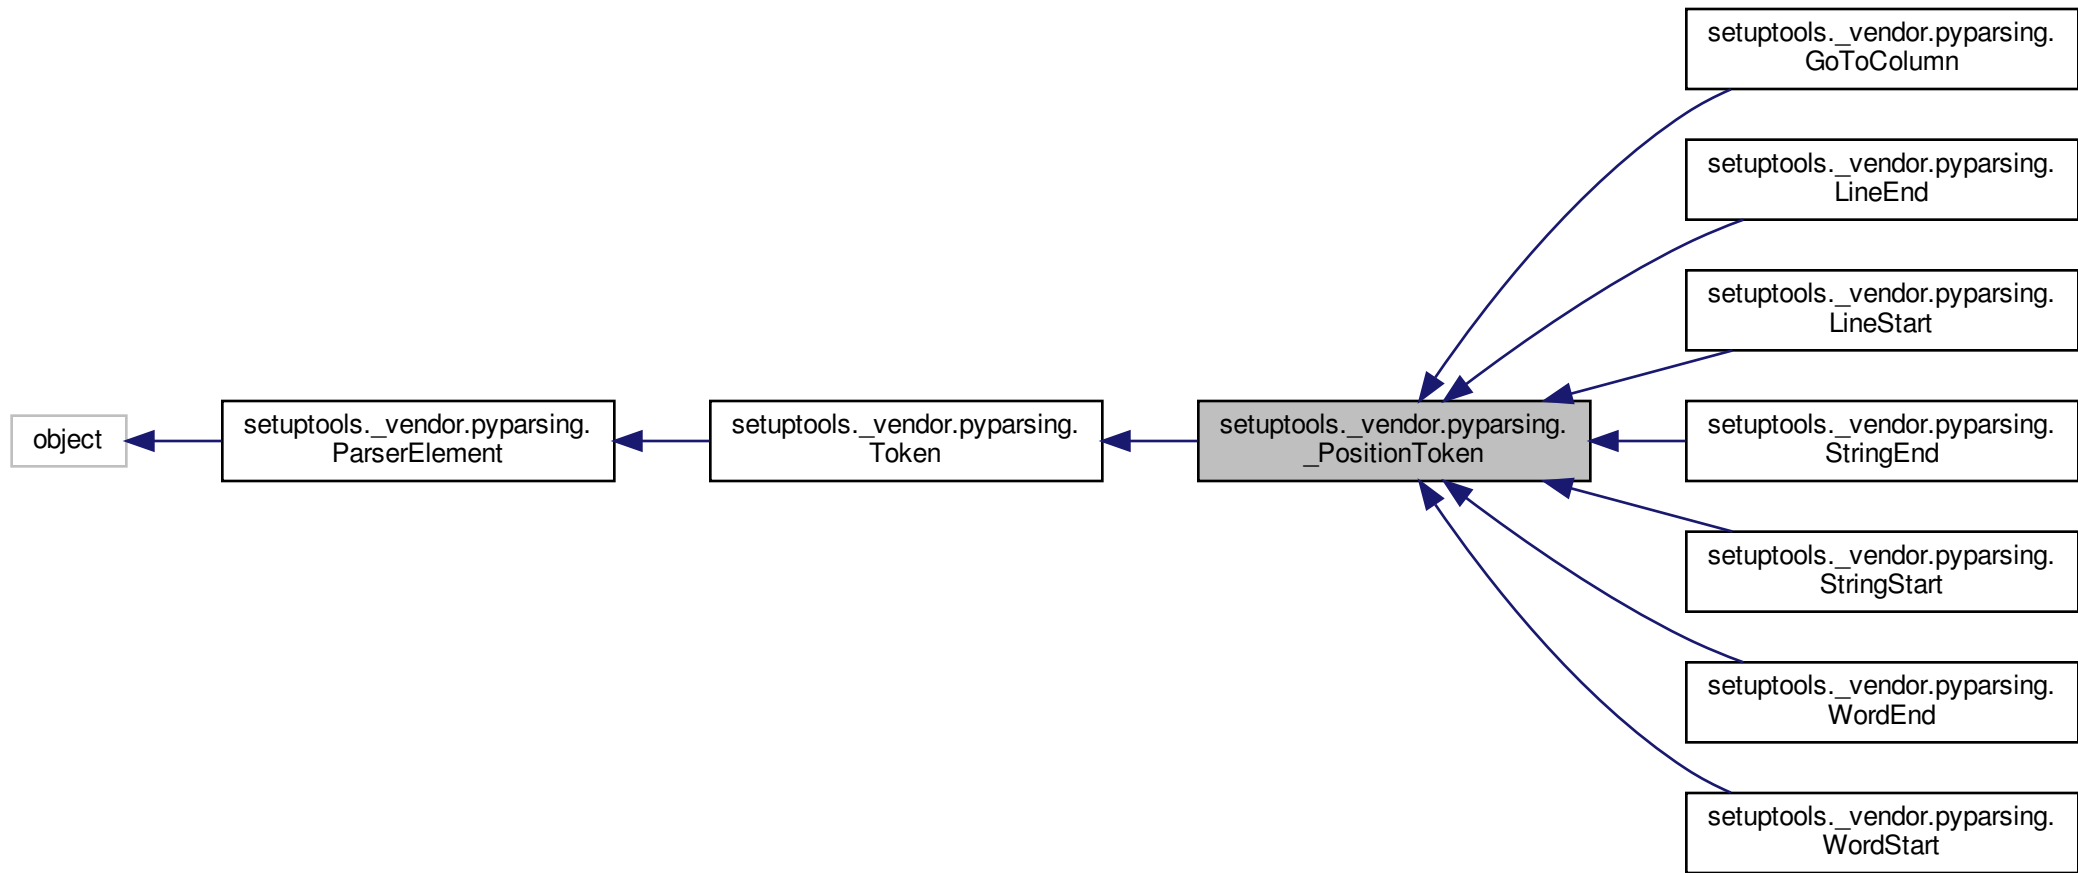 object
setuptools._vendor.pyparsing.
ParserElement
setuptools._vendor.pyparsing.
Token
setuptools._vendor.pyparsing.
_PositionToken
setuptools._vendor.pyparsing.
GoToColumn
setuptools._vendor.pyparsing.
LineEnd
setuptools._vendor.pyparsing.
LineStart
setuptools._vendor.pyparsing.
StringEnd
setuptools._vendor.pyparsing.
StringStart
setuptools._vendor.pyparsing.
WordEnd
setuptools._vendor.pyparsing.
WordStart